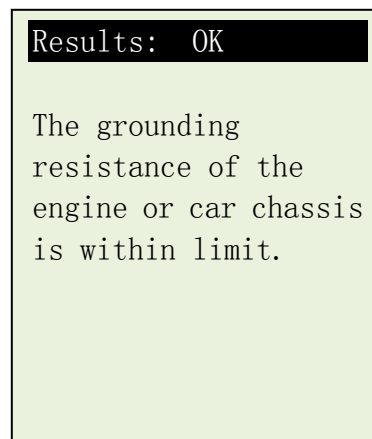 Results:  OK
The grounding
resistance of the
engine or car chassis
is within limit.